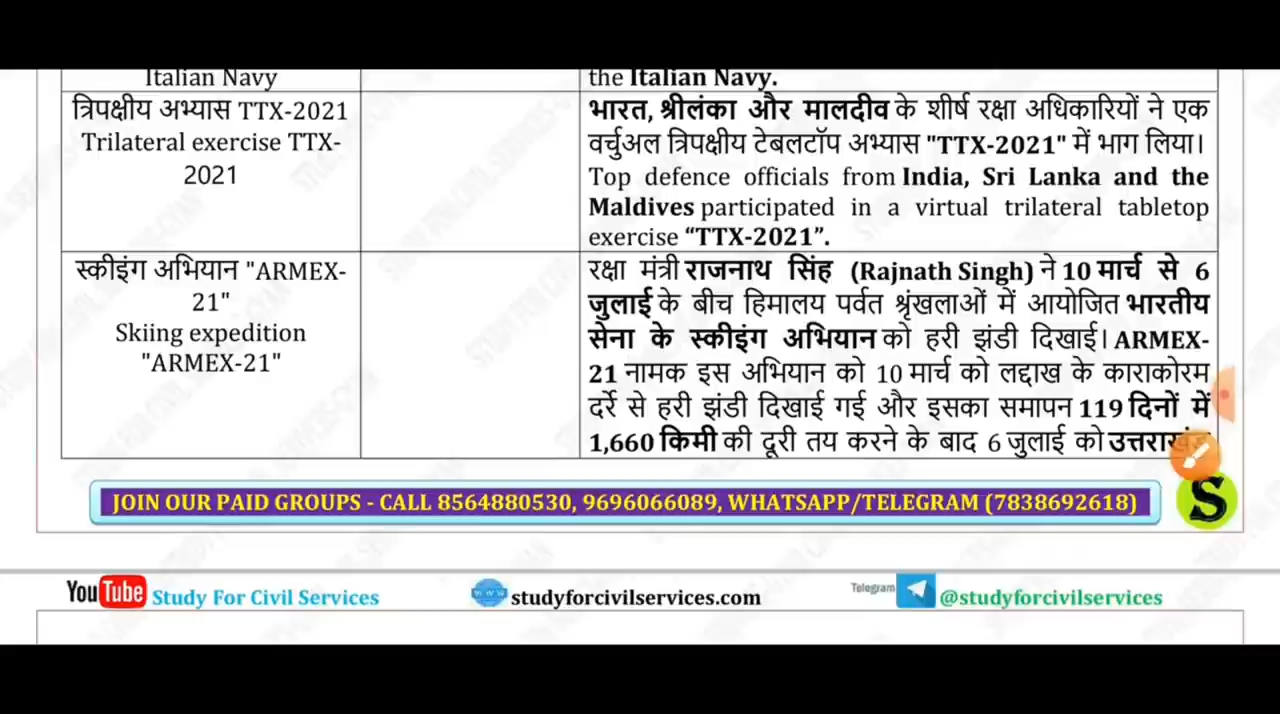 Italian Navy
the Italian Navy.
त्रिपक्षीय अभ्यास TTX-2021
Trilateral exercise TTX-
2021
भारत, श्रीलंका और मालदीव के शीर्ष रक्षा अधिकारियों ने एक
वर्चुअल त्रिपक्षीय टेबलटॉप अभ्यास "TTX-2021" में भाग लिया।
Top defence officials from India, Sri Lanka and the
Maldives participated in a virtual trilateral tabletop
exercise “TTX-2021”.
स्कीइंग अभियान "ARMEX-
21"
Skiing expedition
"ARMEX-21"
रक्षा मंत्री राजनाथ सिंह (Rajnath Singh) ने 10 मार्च से 6
जुलाई के बीच हिमालय पर्वत श्रृंखलाओं में आयोजित भारतीय
सेना के स्कीइंग अभियान को हरी झंडी दिखाई। ARMEX-
21 नामक इस अभियान को 10 मार्च को लद्दाख के काराकोरम
दर्रे से हरी झंडी दिखाई गई और इसका समापन 119 दिनों में
1,660 किमी की दूरी तय करने के बाद 6 जुलाई को उत्तराखंड
JOIN OUR PAID GROUPS - CALL 8564880530, 9696066089, WHATSAPP/TELEGRAM (7838692618)
S
YouTube Study For Civil Services
www studyforcivilservices.com
Telegram @studyforcivilservices